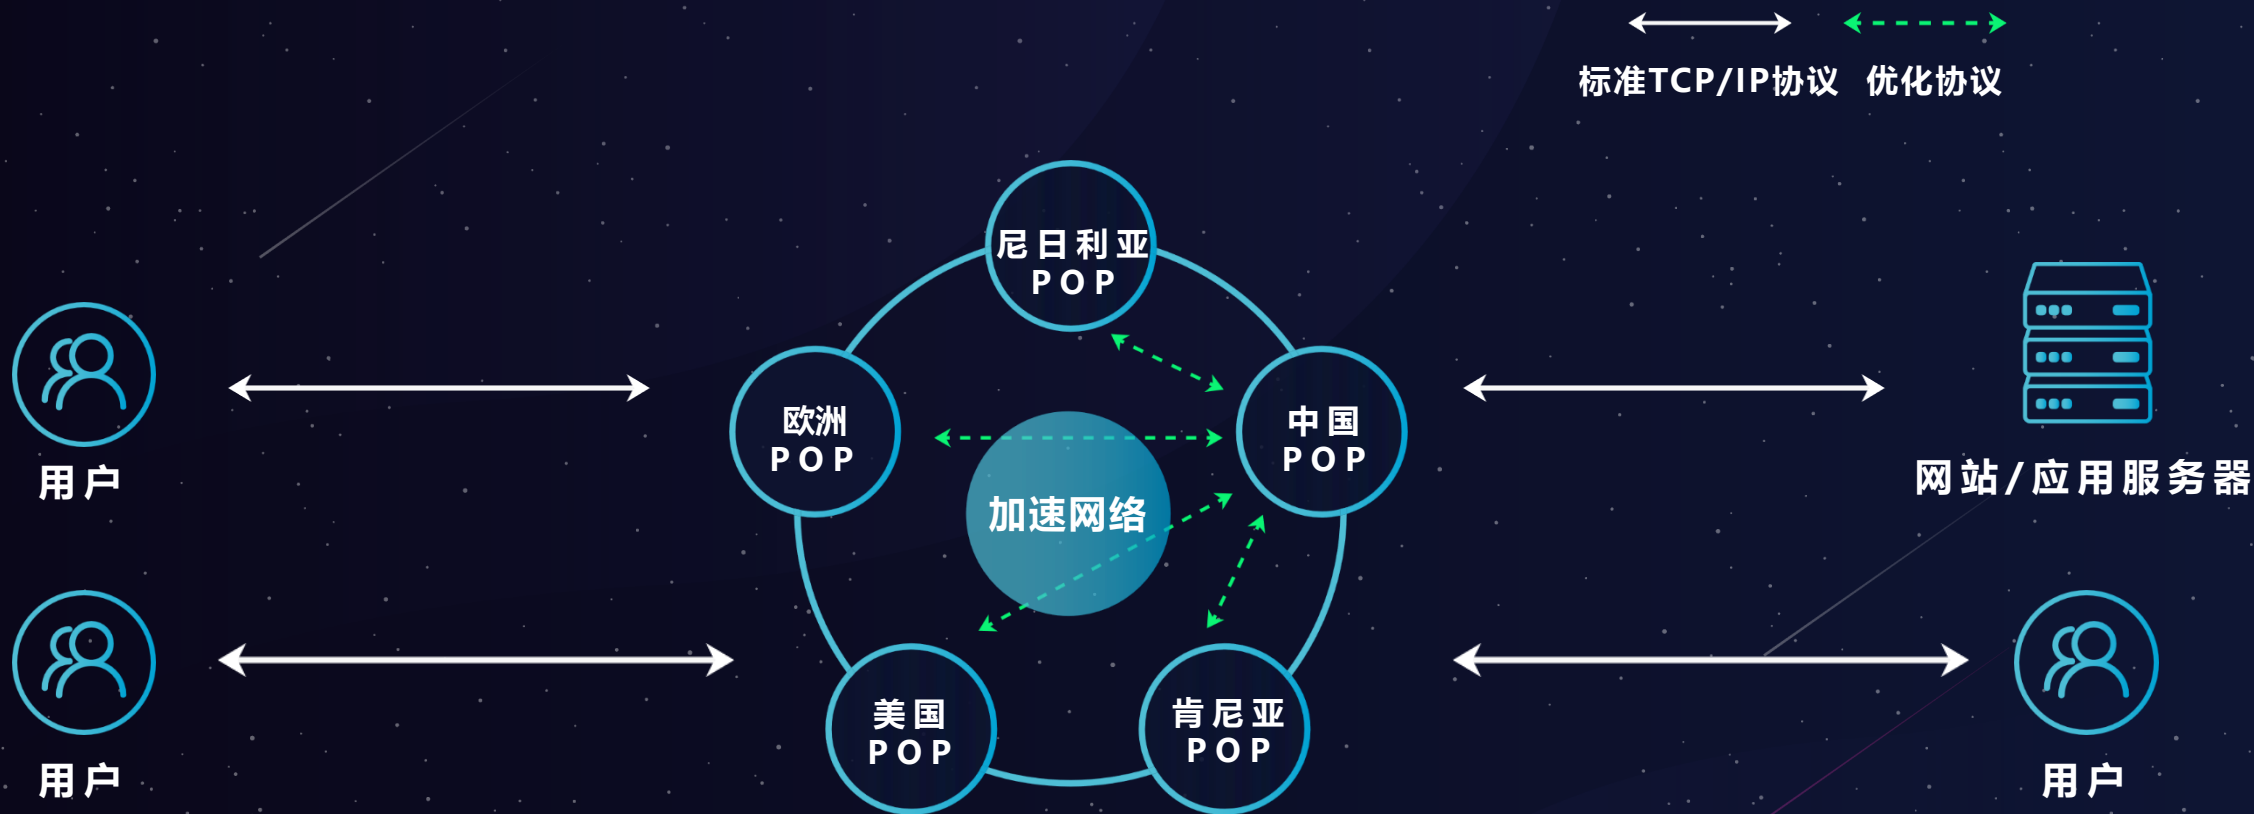 标准TCP/IP协议 优化协议
尼日利亚
POP
欧洲
POP
中国
POP
加速网络
用户
网站/应用服务器
美国
POP
肯尼亚
POP
用户
用户